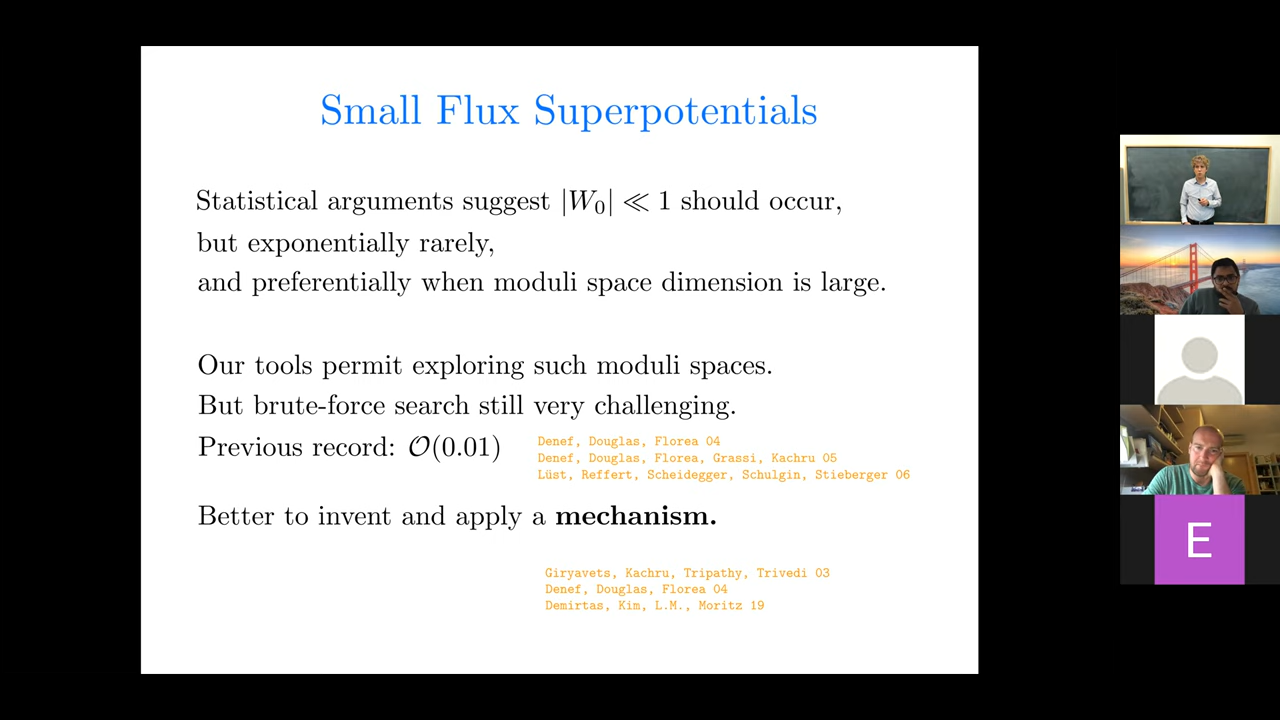 Small Flux Superpotentials
Statistical arguments suggest |W₀| ≪ 1 should occur,
but exponentially rarely,
and preferentially when moduli space dimension is large.
Our tools permit exploring such moduli spaces.
But brute-force search still very challenging.
Previous record: 𝒪(0.01)
Denef, Douglas, Florea 04
Denef, Douglas, Florea, Grassi, Kachru 05
Lüst, Reffert, Scheidegger, Schulgin, Stieberger 06
Better to invent and apply a mechanism.
Giryavets, Kachru, Tripathy, Trivedi 03
Denef, Douglas, Florea 04
Demirtas, Kim, L.M., Moritz 19
E